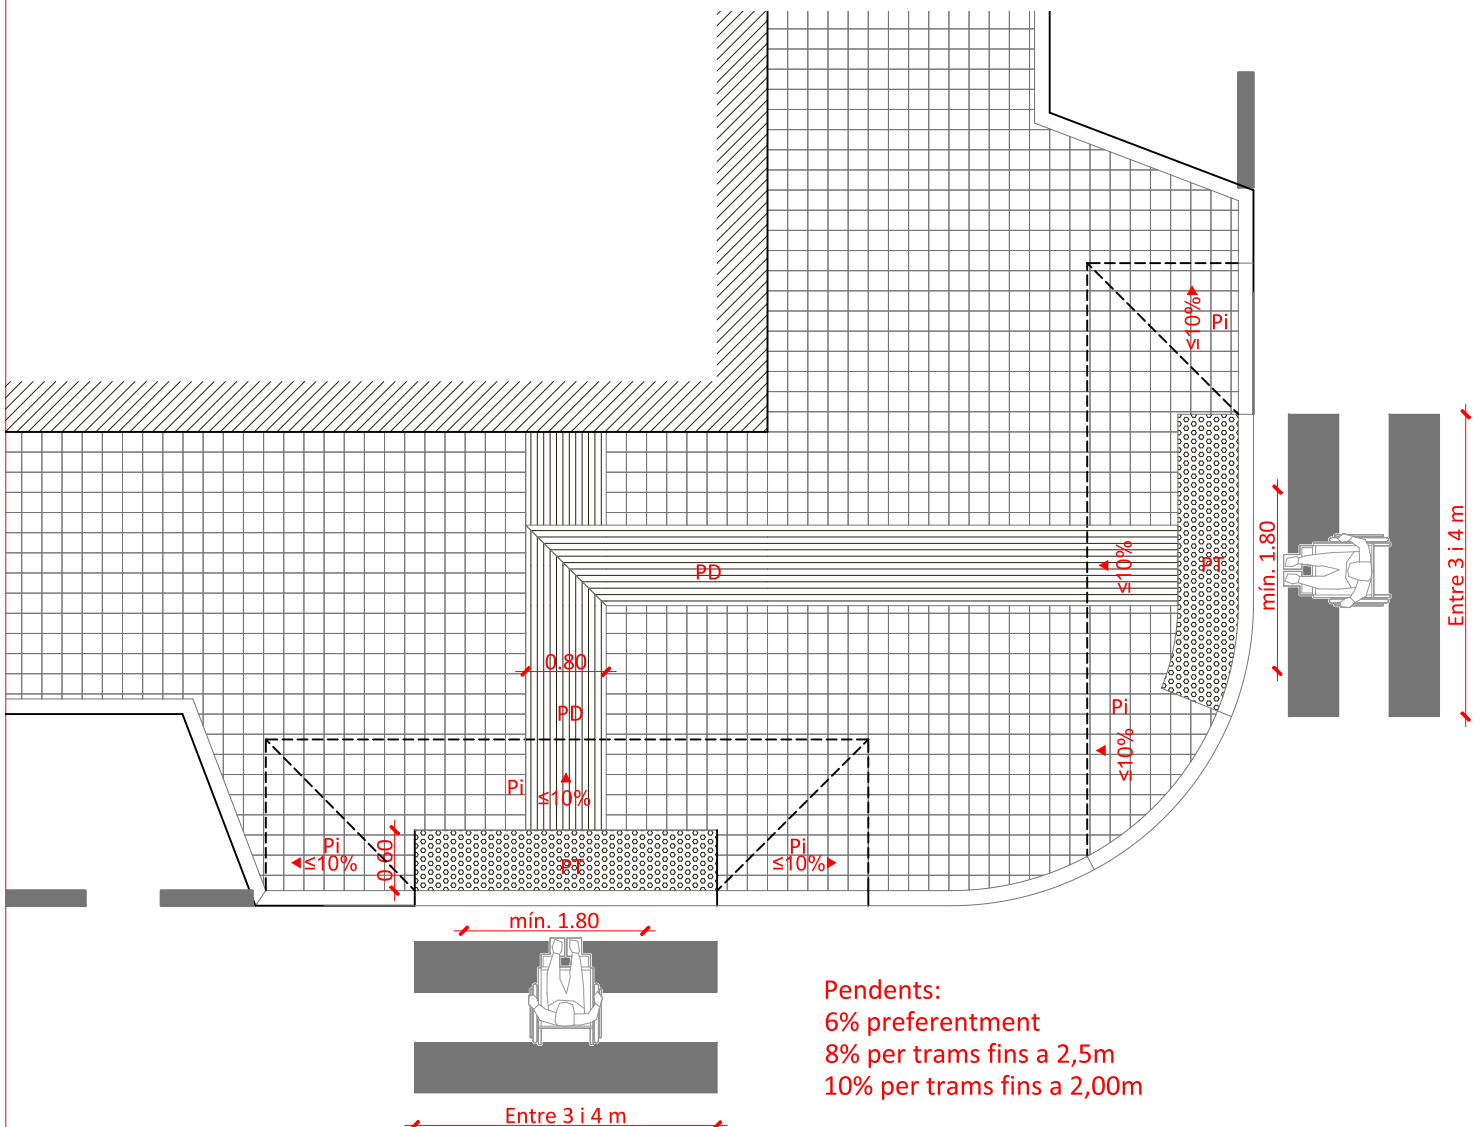 ≤10%
Pi
PT
mín. 1.80
Entre 3 i 4 m
≤10%
PD
0.80
PD
Pi
≤10%
Pi
≤10%
Pi
≤10%
0.60
PT
Pi
≤10%
mín. 1.80
Entre 3 i 4 m
Pendents:
6% preferentment
8% per trams fins a 2,5m
10% per trams fins a 2,00m